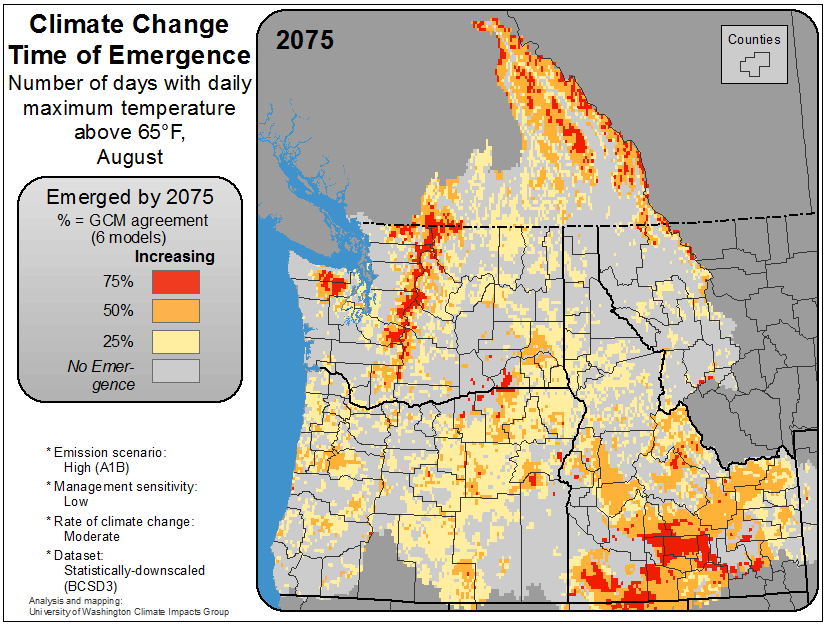 Climate Change
Time of Emergence
Number of days with daily
maximum temperature
above 65°F,
August
Emerged by 2075
% = GCM agreement
(6 models)
Increasing
75%
50%
25%
No Emer-
gence
* Emission scenario:
High (A1B)
* Management sensitivity:
Low
* Rate of climate change:
Moderate
* Dataset:
Statistically-downscaled
(BCSD3)
Analysis and mapping:
University of Washington Climate Impacts Group
2075
Counties